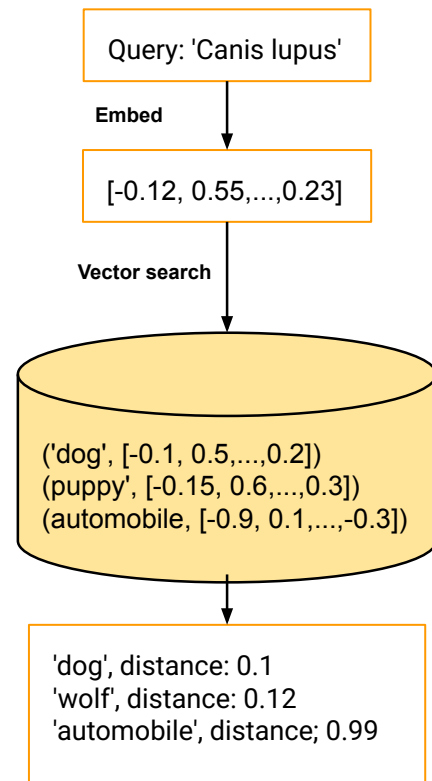 Query: 'Canis lupus'
Embed
[-0.12, 0.55,...,0.23]
Vector search
('dog', [-0.1, 0.5,...,0.2])
(puppy', [-0.15, 0.6,...,0.3])
(automobile, [-0.9, 0.1,...,-0.3])
'dog', distance: 0.1
'wolf', distance: 0.12
'automobile', distance; 0.99